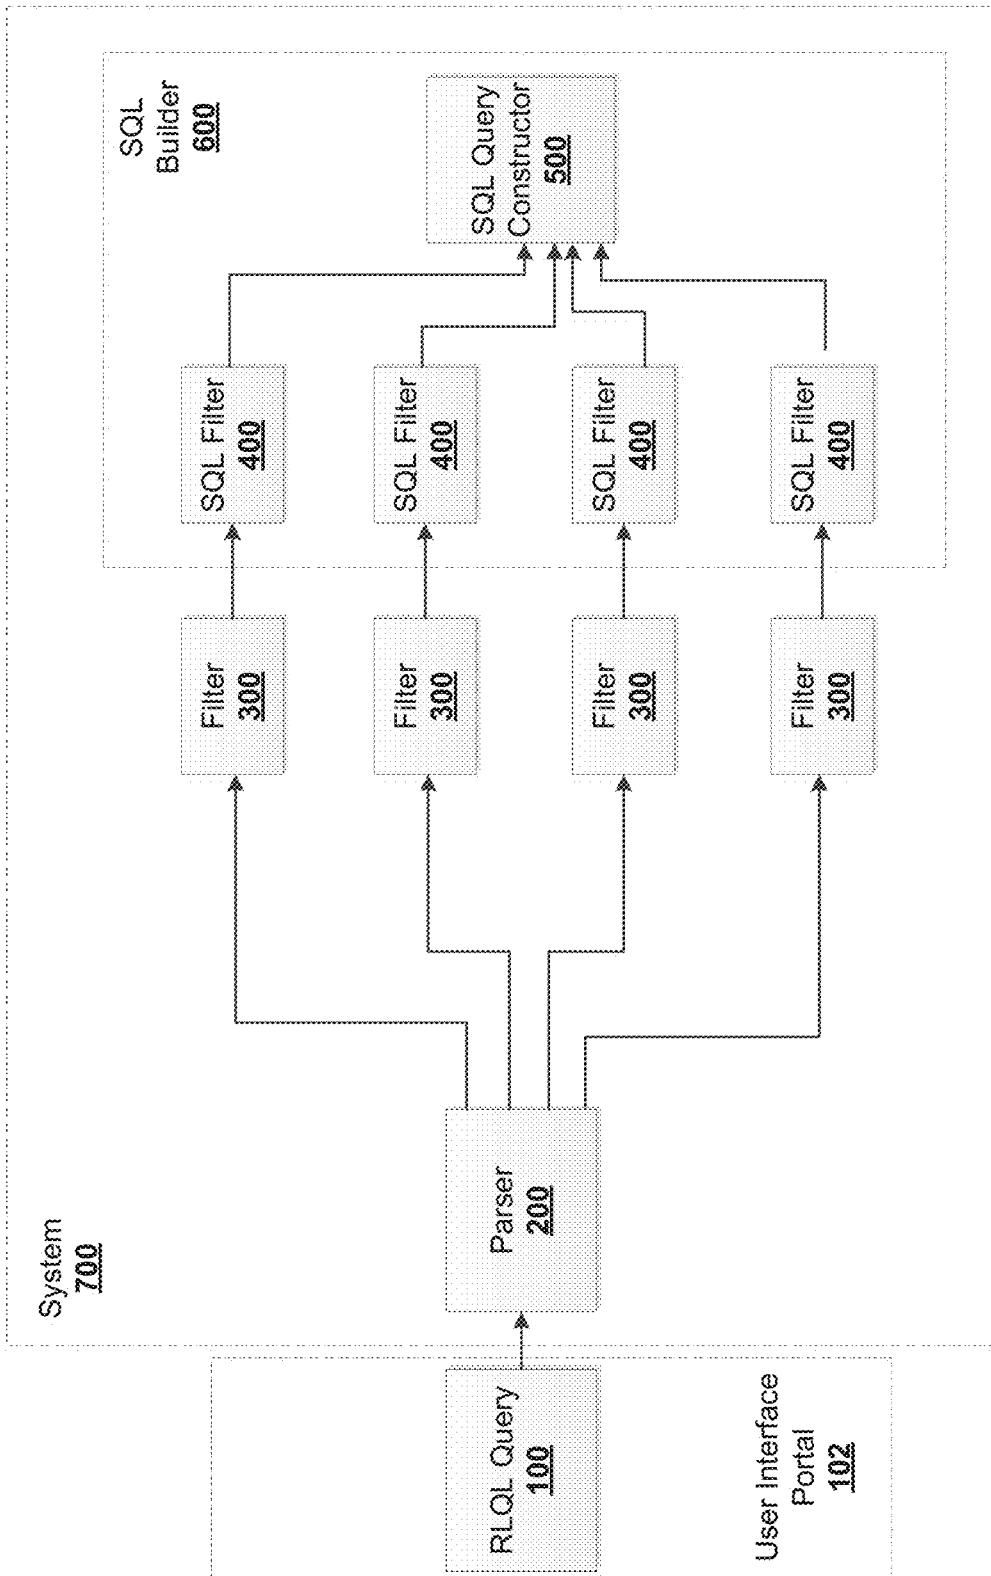 System
700
SQL
Builder
600
RLQL Query
100
User Interface
Portal
102
Parser
200
Filter
300
Filter
300
Filter
300
Filter
300
SQL Filter
400
SQL Filter
400
SQL Filter
400
SQL Filter
400
SQL Query
Constructor
500